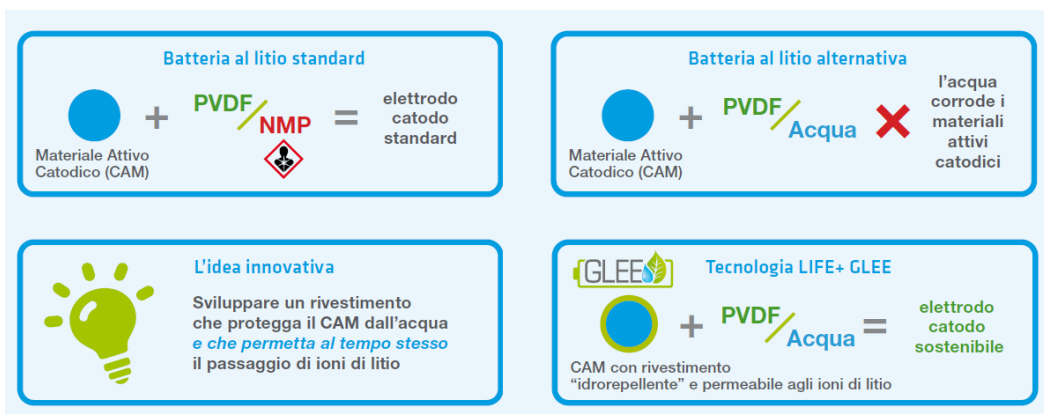 Batteria al litio standard
PVDF/NMP
+
=
elettrodo
catodo
standard
Materiale Attivo
Catodico (CAM)
Batteria al litio alternativa
+
PVDF/Acqua
l'acqua
corrode i
materiali
attivi
catodici
Materiale Attivo
Catodico (CAM)
L'idea innovativa
Sviluppare un rivestimento
che protegga il CAM dall'acqua
e che permetta al tempo stesso
il passaggio di ioni di litio
GLEE
Tecnologia LIFE+ GLEE
+
PVDF/Acqua
=
elettrodo
catodo
sostenibile
CAM con rivestimento
“idrorepellente” e permeabile agli ioni di litio